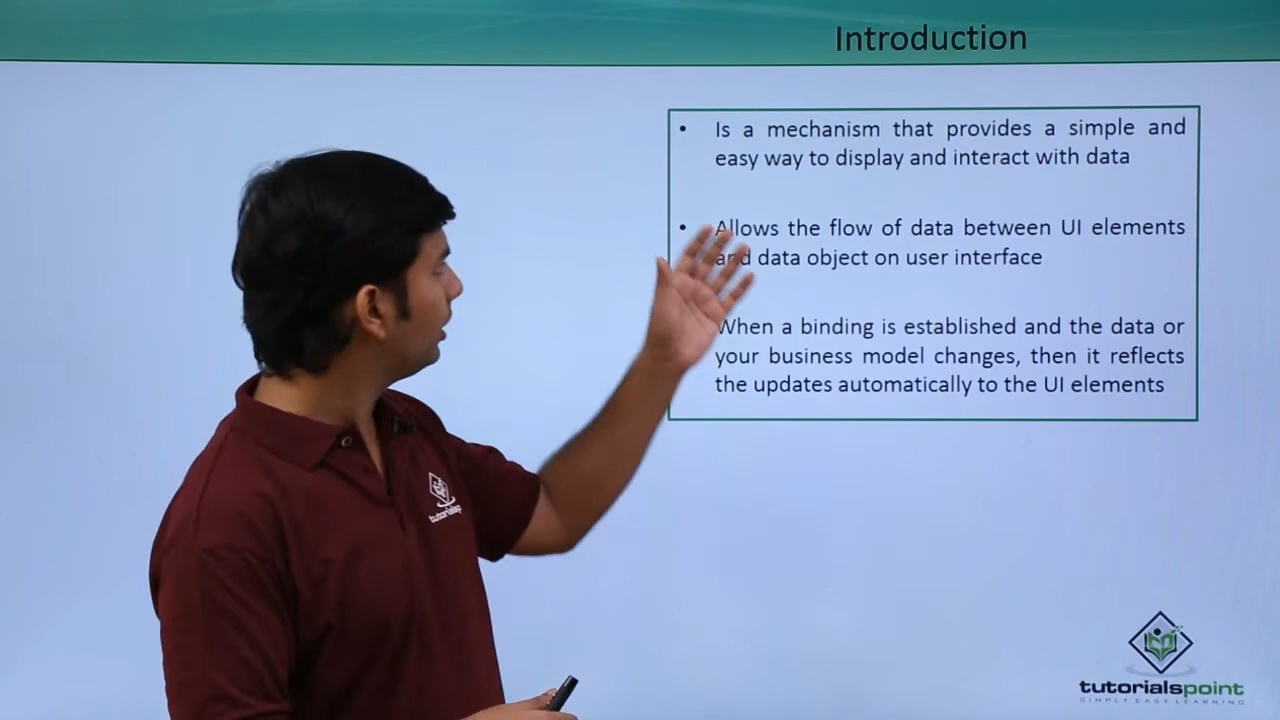 Introduction
• Is a mechanism that provides a simple and
easy way to display and interact with data
• Allows the flow of data between UI elements
and data object on user interface
When a binding is established and the data or
your business model changes, then it reflects
the updates automatically to the UI elements
tutorialspoint
SIMPLY EASY LEARNING